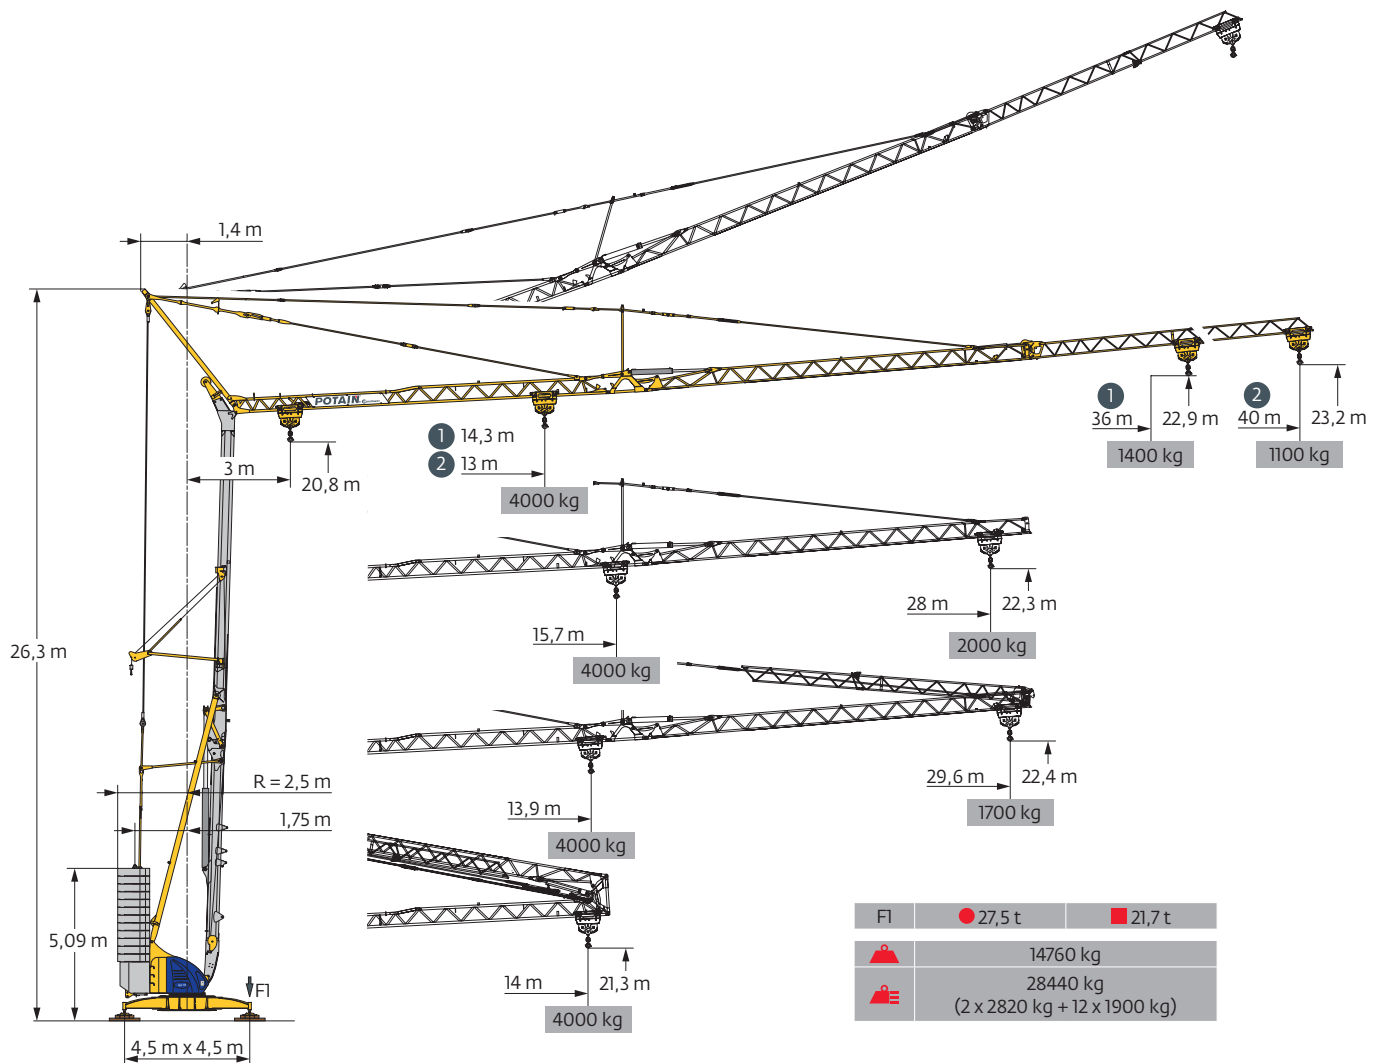 1,4 m
POTAIN
1
36 m
22,9 m
1400 kg
2
40 m
23,2 m
1100 kg
3 m
20,8 m
1 14,3 m
2 13 m
4000 kg
28 m
22,3 m
2000 kg
15,7 m
4000 kg
26,3 m
29,6 m
22,4 m
1700 kg
13,9 m
4000 kg
R = 2,5 m
1,75 m
5,09 m
14 m
21,3 m
4000 kg
F1
4,5 m x 4,5 m
F1 27,5 t 21,7 t
14760 kg
28440 kg
(2 x 2820 kg + 12 x 1900 kg)